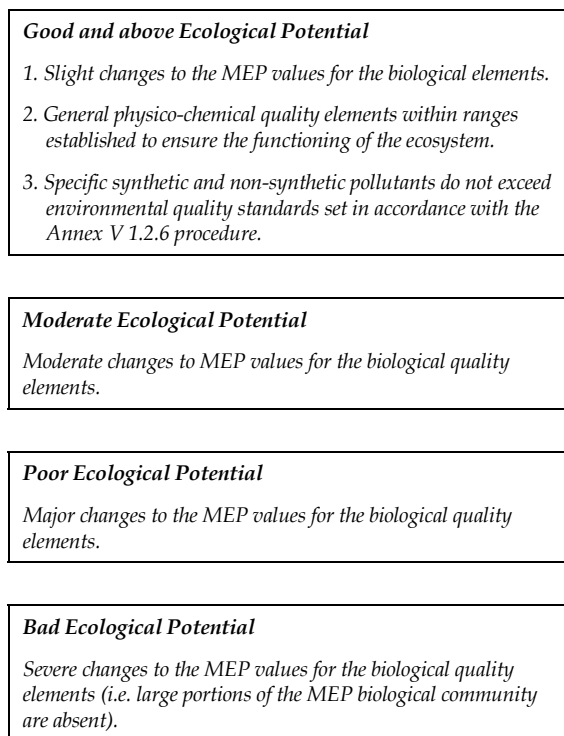 Good and above Ecological Potential
1. Slight changes to the MEP values for the biological elements.
2. General physico-chemical quality elements within ranges
established to ensure the functioning of the ecosystem.
3. Specific synthetic and non-synthetic pollutants do not exceed
environmental quality standards set in accordance with the
Annex V 1.2.6 procedure.
Moderate Ecological Potential
Moderate changes to MEP values for the biological quality
elements.
Poor Ecological Potential
Major changes to the MEP values for the biological quality
elements.
Bad Ecological Potential
Severe changes to the MEP values for the biological quality
elements (i.e. large portions of the MEP biological community
are absent).